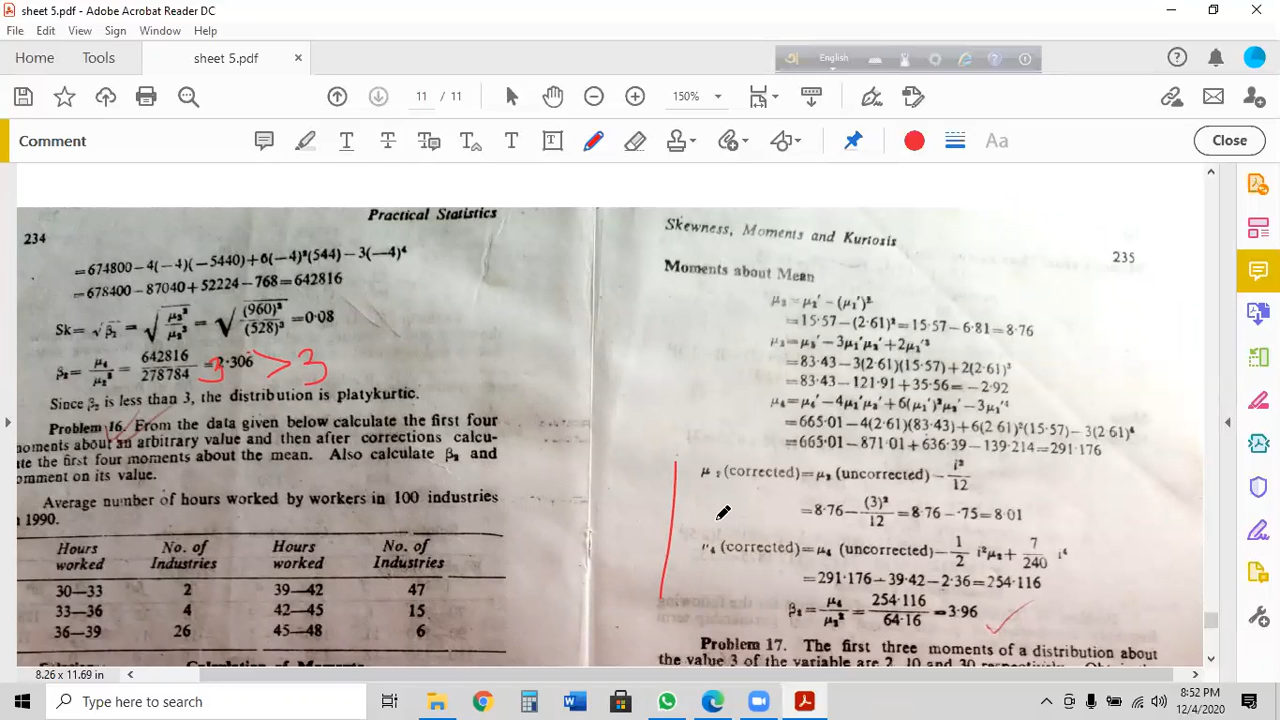 sheet 5.pdf - Adobe Acrobat Reader DC
File Edit View Sign Window Help
Home Tools sheet 5.pdf × English
11 / 11 150%
Comment Close
Practical Statistics
234
=674800-4(-4)(-5440)+6(-4)²(544)-3(-4)⁴
=678400-87040+52224-768=642816
Sk= √β₁ = √μ₃²/μ₂³ = √(960)²/(528)³ =0·08
β₂= μ₄/μ₂² = 642816/278784 =2·306
3 > 3
Since β₂ is less than 3, the distribution is platykurtic.
Problem 16. From the data given below calculate the first four
moments about an arbitrary value and then after corrections calcu-
ate the first four moments about the mean. Also calculate β₂ and
omment on its value.
Average number of hours worked by workers in 100 industries
1990.
Hours worked No. of Industries Hours worked No. of Industries
30—33 2 39—42 47
33—36 4 42—45 15
36—39 26 45—48 6
Calculation of Moments
Skewness, Moments and Kurtosis
235
Moments about Mean
μ₂=μ₂′-(μ₁′)²
=15·57-(2·61)²=15·57-6·81=8·76
μ₃=μ₃′-3μ₁′μ₂′+2μ₁′³
=83·43-3(2·61)(15·57)+2(2·61)³
=83·43-121·91+35·56=-2·92
μ₄=μ₄′-4μ₁′μ₃′+6(μ₁′)²μ₂′-3μ₁′⁴
=665·01-4(2·61)(83·43)+6(2 61)²(15·57)-3(2 61)⁴
=665·01-871·01+636·39-139·214=291·176
μ₂ (corrected)=μ₂ (uncorrected)- i²/12
=8·76- (3)²/12 =8·76-·75=8·01
μ₄ (corrected)=μ₄ (uncorrected)- 1/2 i²μ₂+ 7/240 i⁴
=291·176-39·42-2·36=254·116
β₂= μ₄/μ₂² = 254·116/64·16 =3·96
Problem 17. The first three moments of a distribution about
the value 3 of the variable are 2, 10 and 30 respectively.
8.26 x 11.69 in
Type here to search
8:52 PM
12/4/2020